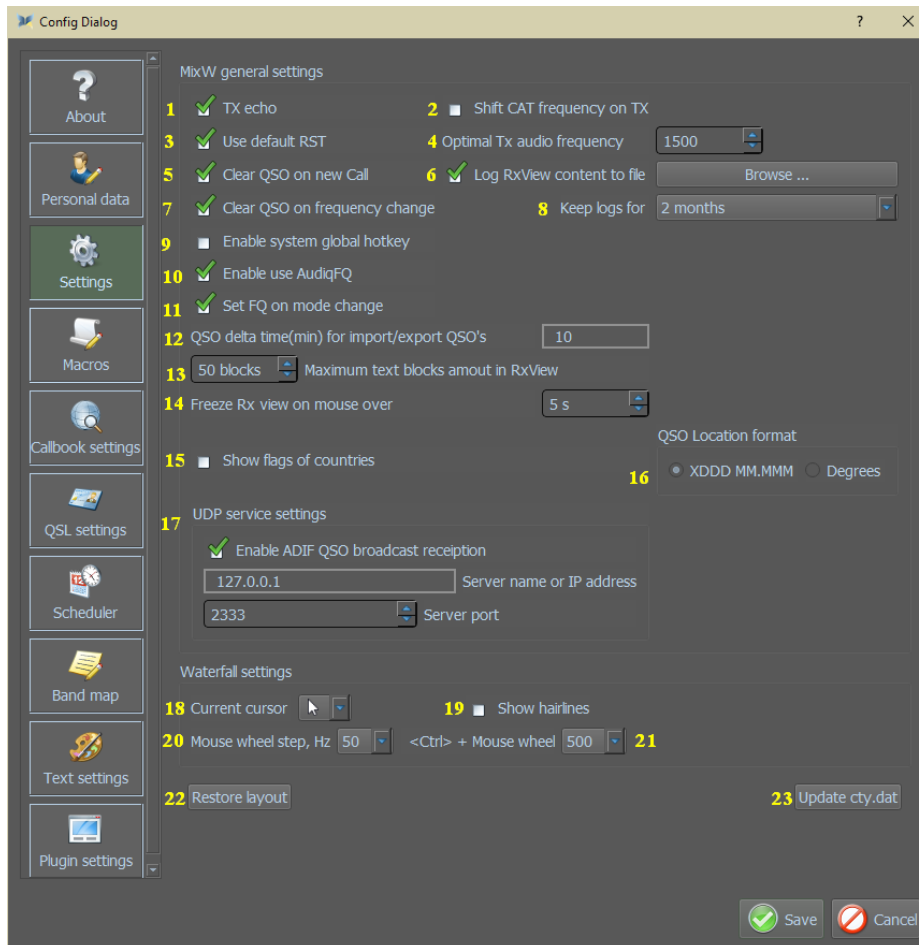 Config Dialog ? ×
MixW general settings
About
1 TX echo 2 Shift CAT frequency on TX
3 Use default RST 4 Optimal Tx audio frequency 1500
Personal data
5 Clear QSO on new Call 6 Log RxView content to file Browse ...
7 Clear QSO on frequency change 8 Keep logs for 2 months
Settings
9 Enable system global hotkey
10 Enable use AudiqFQ
11 Set FQ on mode change
Macros
12 QSO delta time(min) for import/export QSO's 10
13 50 blocks Maximum text blocks amout in RxView
14 Freeze Rx view on mouse over 5 s
Callbook settings
QSO Location format
15 Show flags of countries
16 XDDD MM.MMM Degrees
QSL settings
17 UDP service settings
Enable ADIF QSO broadcast receiption
127.0.0.1 Server name or IP address
Scheduler
2333 Server port
Band map
Waterfall settings
18 Current cursor 19 Show hairlines
20 Mouse wheel step, Hz 50 <Ctrl> + Mouse wheel 500 21
Text settings
22 Restore layout 23 Update cty.dat
Plugin settings
Save Cancel